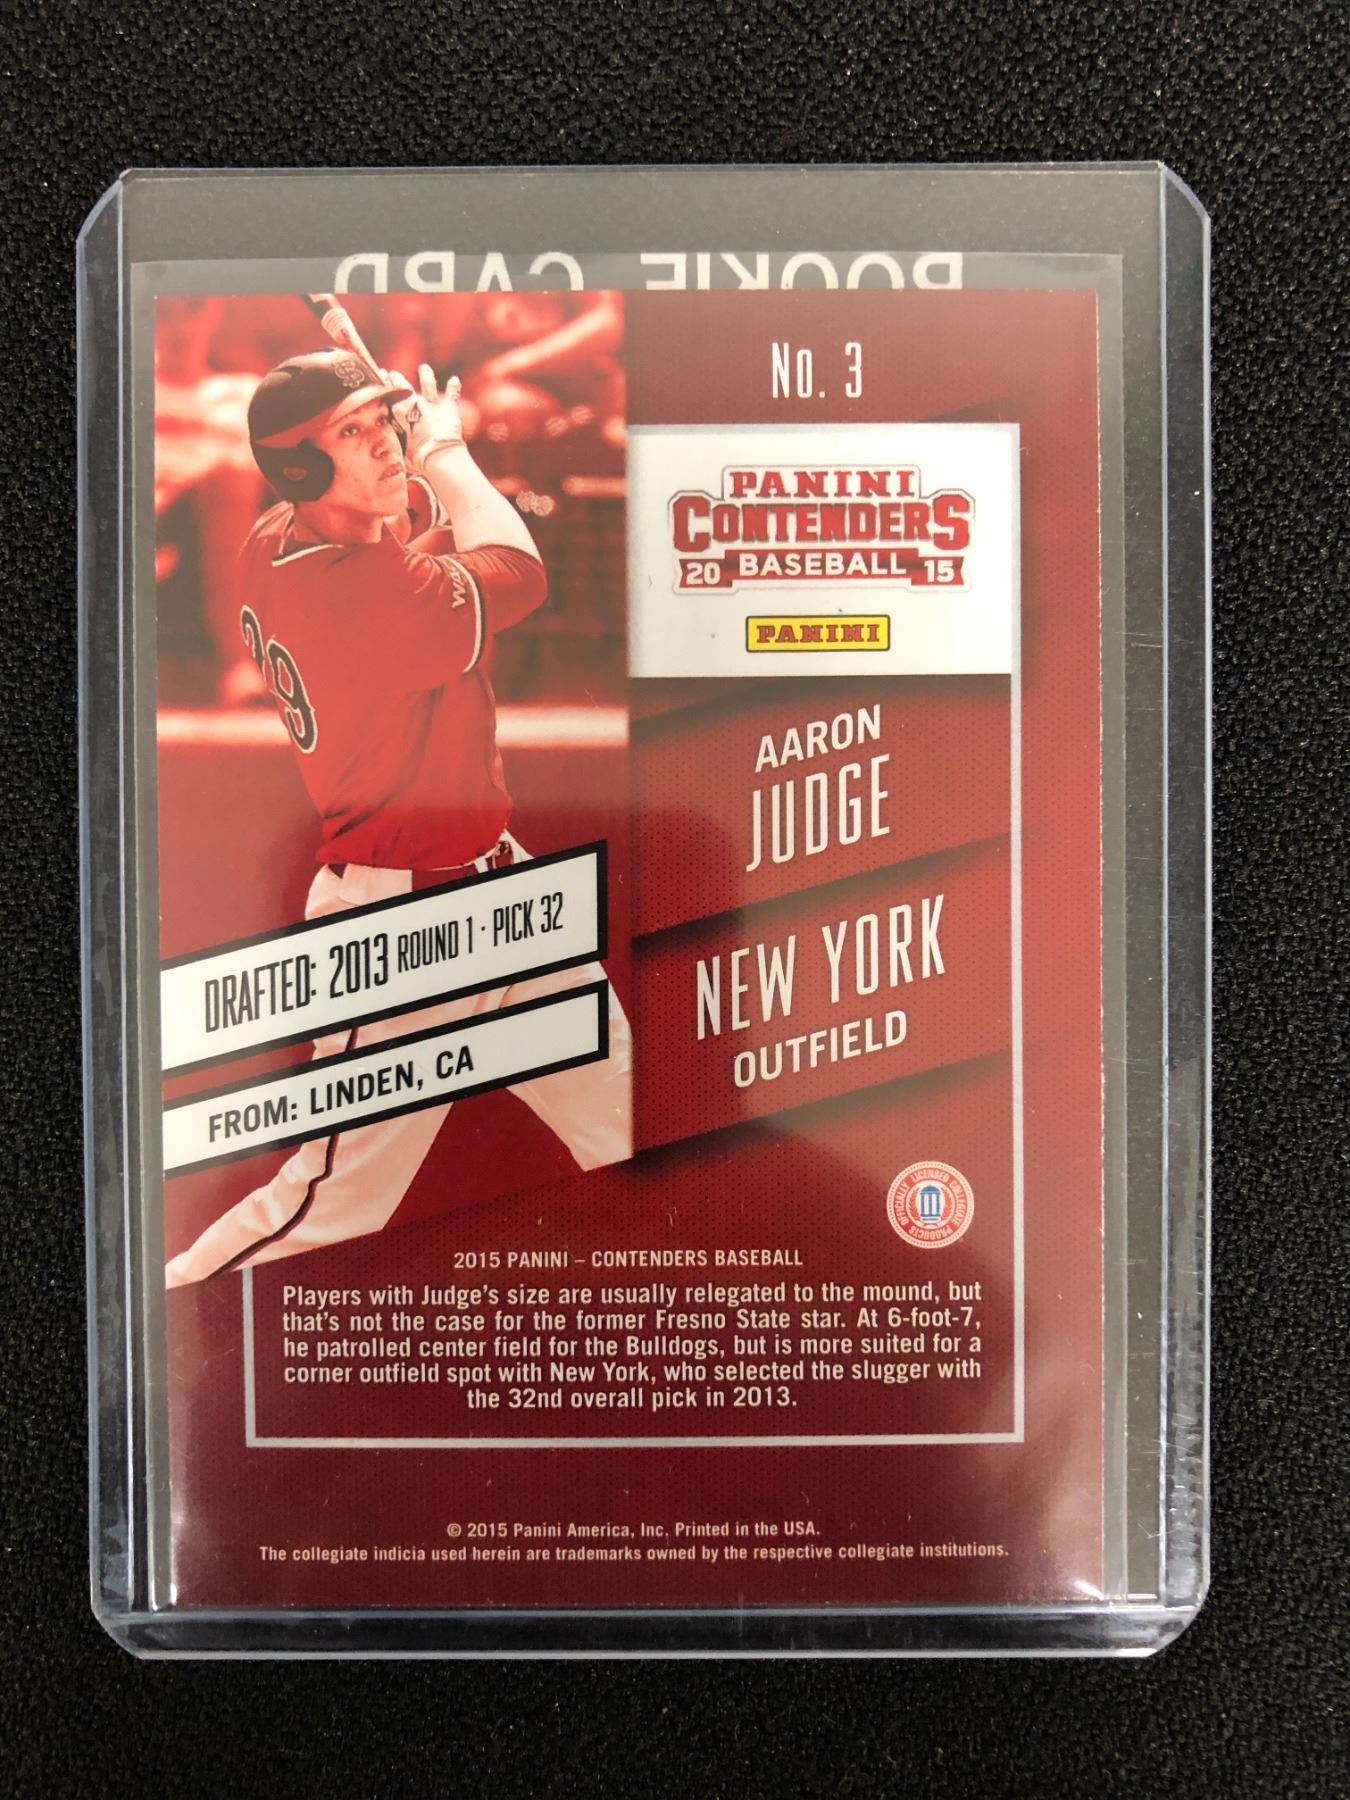 ROOKIE CARD
No. 3
PANINI
CONTENDERS
20 BASEBALL 15
PANINI
AARON
JUDGE
NEW YORK
OUTFIELD
39
DRAFTED: 2013 ROUND 1 · PICK 32
FROM: LINDEN, CA
OFFICIALLY LICENSED COLLEGIATE PRODUCTS
2015 PANINI – CONTENDERS BASEBALL
Players with Judge's size are usually relegated to the mound, but
that's not the case for the former Fresno State star. At 6-foot-7,
he patrolled center field for the Bulldogs, but is more suited for a
corner outfield spot with New York, who selected the slugger with
the 32nd overall pick in 2013.
© 2015 Panini America, Inc. Printed in the USA.
The collegiate indicia used herein are trademarks owned by the respective collegiate institutions.